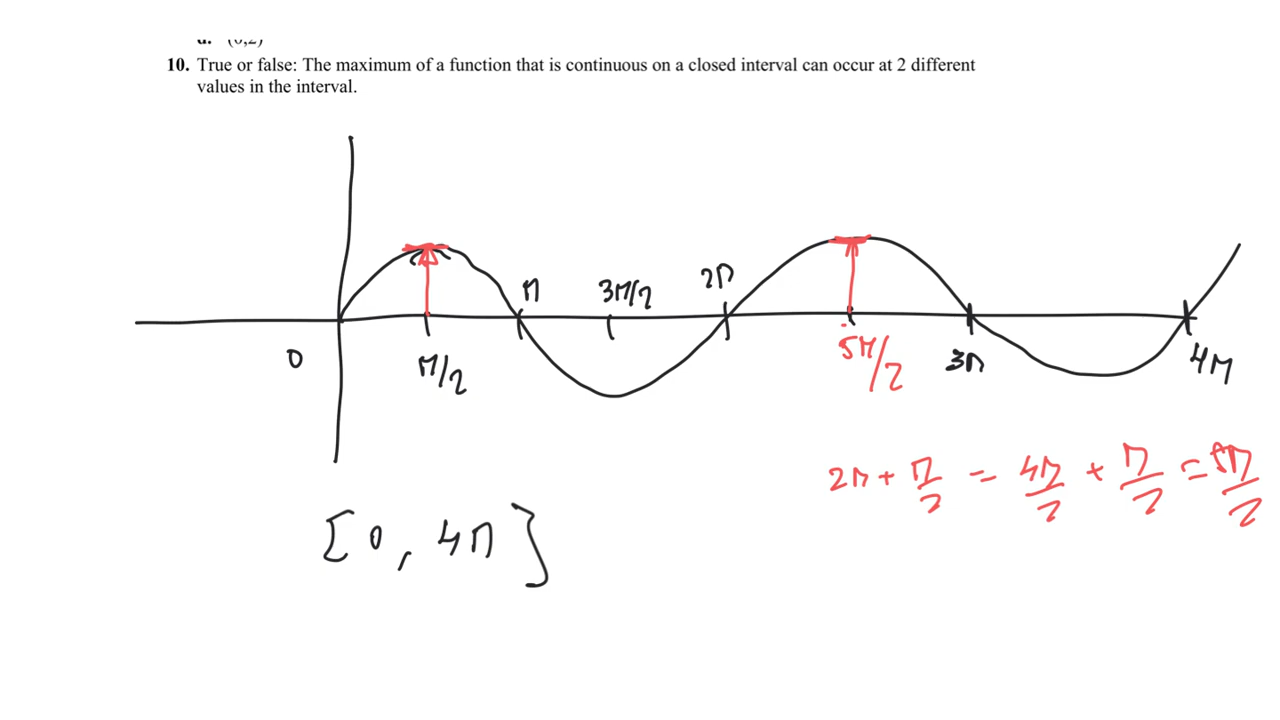 10. True or false: The maximum of a function that is continuous on a closed interval can occur at 2 different
values in the interval.
π 3π/2 2π
0 π/2 5π/2 3π 4π
2π + π/2 = 4π/2 + π/2 = 5π/2
[0, 4π]